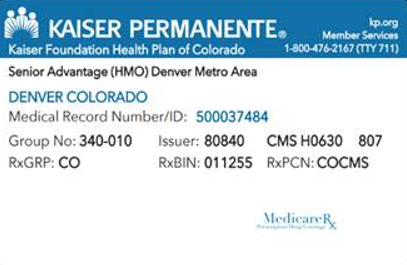 KAISER PERMANENTE®
kp.org
Member Services
Kaiser Foundation Health Plan of Colorado
1-800-476-2167 (TTY 711)
Senior Advantage (HMO) Denver Metro Area
DENVER COLORADO
Medical Record Number/ID: 500037484
Group No: 340-010 Issuer: 80840 CMS H0630 807
RxGRP: CO RxBIN: 011255 RxPCN: COCMS
MedicareRx
Prescription Drug Coverage